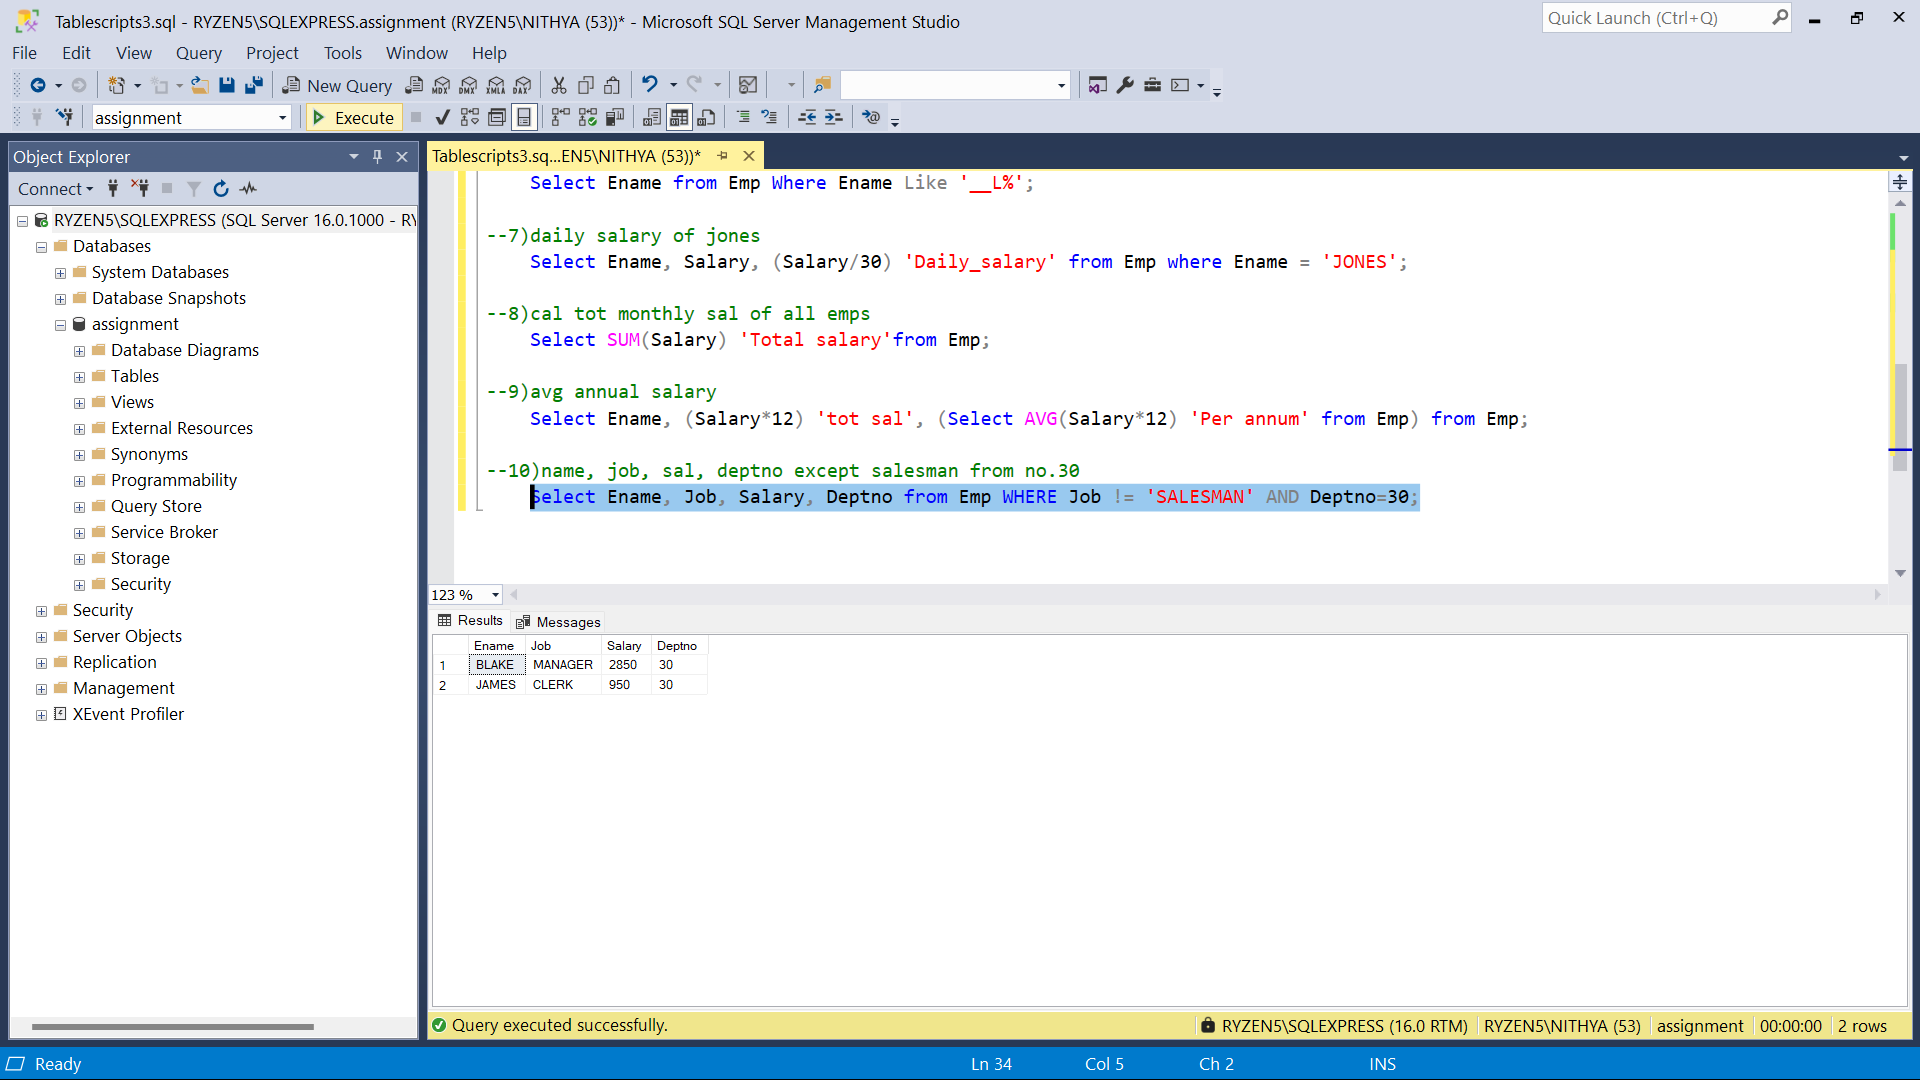 Tablescripts3.sql - RYZEN5\SQLEXPRESS.assignment (RYZEN5\NITHYA (53))* - Microsoft SQL Server Management Studio
Quick Launch (Ctrl+Q)
File Edit View Query Project Tools Window Help
New Query MDX DMX XMLA DAX
assignment Execute
Object Explorer
Tablescripts3.sq...EN5\NITHYA (53))*
Connect
RYZEN5\SQLEXPRESS (SQL Server 16.0.1000 - RY
Databases
System Databases
Database Snapshots
assignment
Database Diagrams
Tables
Views
External Resources
Synonyms
Programmability
Query Store
Service Broker
Storage
Security
Security
Server Objects
Replication
Management
XEvent Profiler
Select Ename from Emp Where Ename Like '__L%';
--7)daily salary of jones
Select Ename, Salary, (Salary/30) 'Daily_salary' from Emp where Ename = 'JONES';
--8)cal tot monthly sal of all emps
Select SUM(Salary) 'Total salary'from Emp;
--9)avg annual salary
Select Ename, (Salary*12) 'tot sal', (Select AVG(Salary*12) 'Per annum' from Emp) from Emp;
--10)name, job, sal, deptno except salesman from no.30
Select Ename, Job, Salary, Deptno from Emp WHERE Job != 'SALESMAN' AND Deptno=30;
123 %
Results Messages
Ename Job Salary Deptno
1 BLAKE MANAGER 2850 30
2 JAMES CLERK 950 30
Query executed successfully.
RYZEN5\SQLEXPRESS (16.0 RTM) RYZEN5\NITHYA (53) assignment 00:00:00 2 rows
Ready Ln 34 Col 5 Ch 2 INS